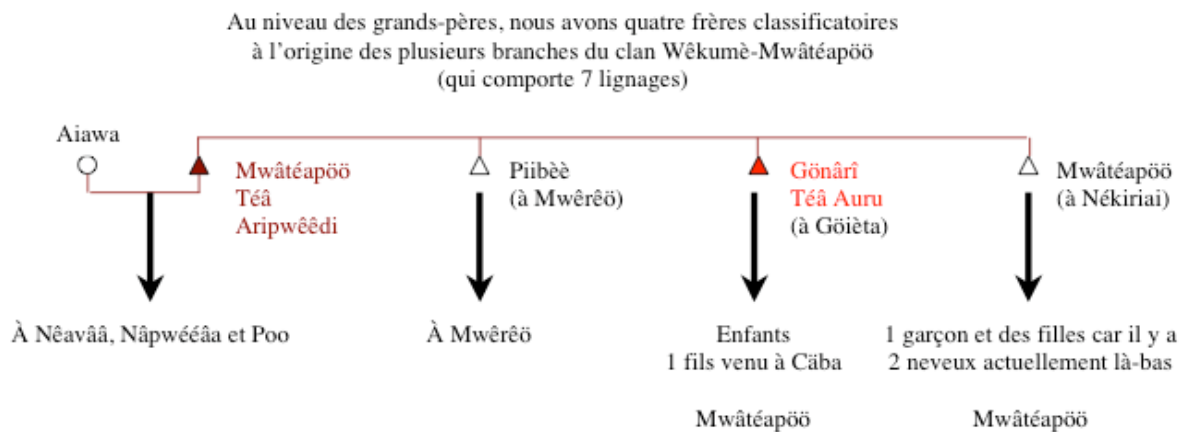 Au niveau des grands-pères, nous avons quatre frères classificatoires
à l'origine des plusieurs branches du clan Wêkumè-Mwâtéapöö
(qui comporte 7 lignages)
Aiawa
Mwâtéapöö
Téâ
Aripwêêdi
Piibèè
(à Mwêrêö)
Gönârî
Téâ Auru
(à Göièta)
Mwâtéapöö
(à Nékiriai)
À Nêavââ, Nâpwééâa et Poo
À Mwêrêö
Enfants
1 fils venu à Cäba
Mwâtéapöö
1 garçon et des filles car il y a
2 neveux actuellement là-bas
Mwâtéapöö